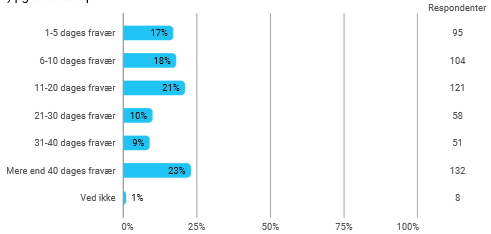 Respondenter
1-5 dages fravær 17% 95
6-10 dages fravær 18% 104
11-20 dages fravær 21% 121
21-30 dages fravær 10% 58
31-40 dages fravær 9% 51
Mere end 40 dages fravær 23% 132
Ved ikke 1% 8
0% 25% 50% 75% 100%